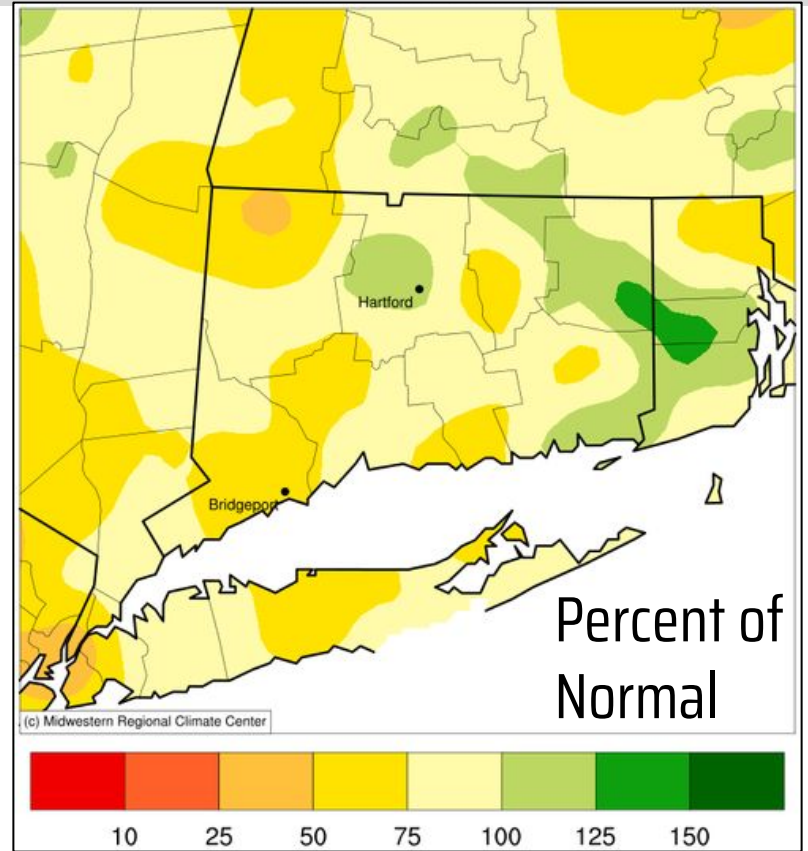 Hartford
Bridgeport
Percent of
Normal
(c) Midwestern Regional Climate Center
10 25 50 75 100 125 150